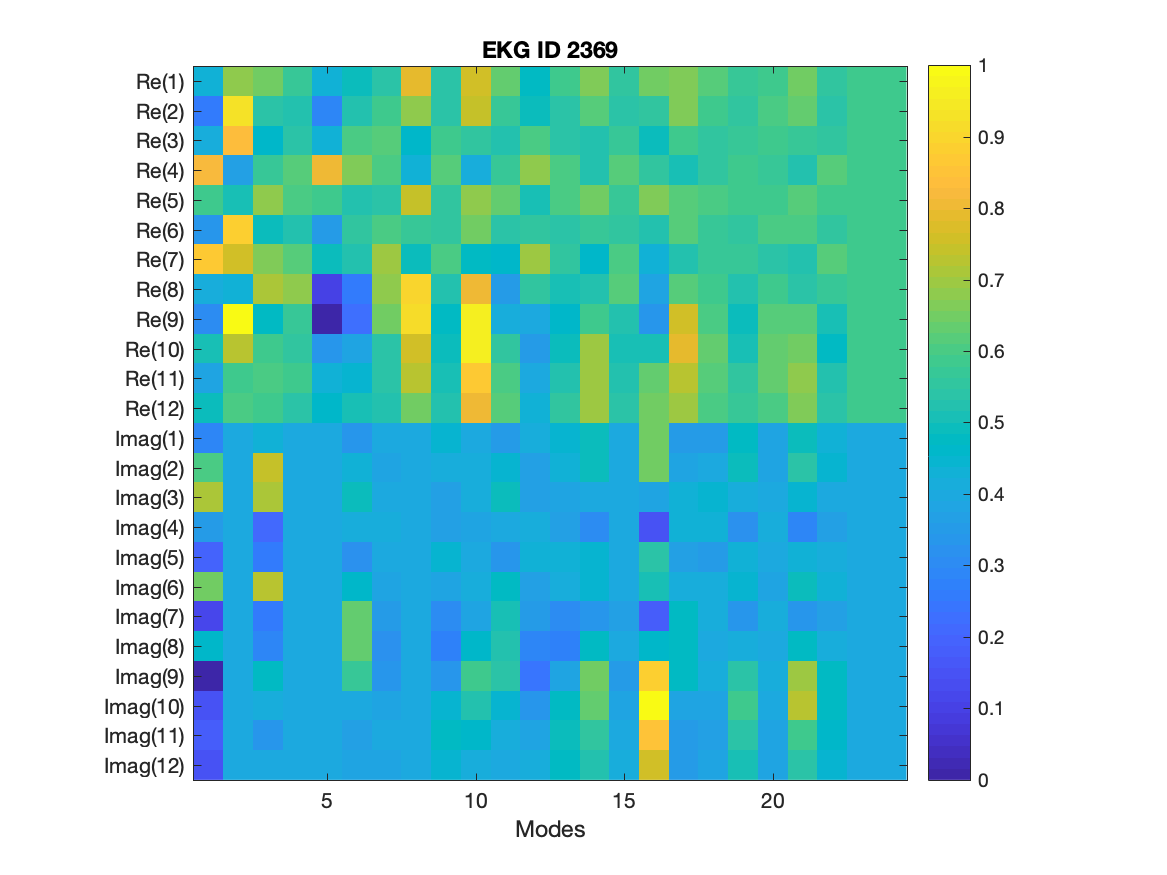 EKG ID 2369
Re(1)
Re(2)
Re(3)
Re(4)
Re(5)
Re(6)
Re(7)
Re(8)
Re(9)
Re(10)
Re(11)
Re(12)
Imag(1)
Imag(2)
Imag(3)
Imag(4)
Imag(5)
Imag(6)
Imag(7)
Imag(8)
Imag(9)
Imag(10)
Imag(11)
Imag(12)
5 10 15 20
Modes
1
0.9
0.8
0.7
0.6
0.5
0.4
0.3
0.2
0.1
0